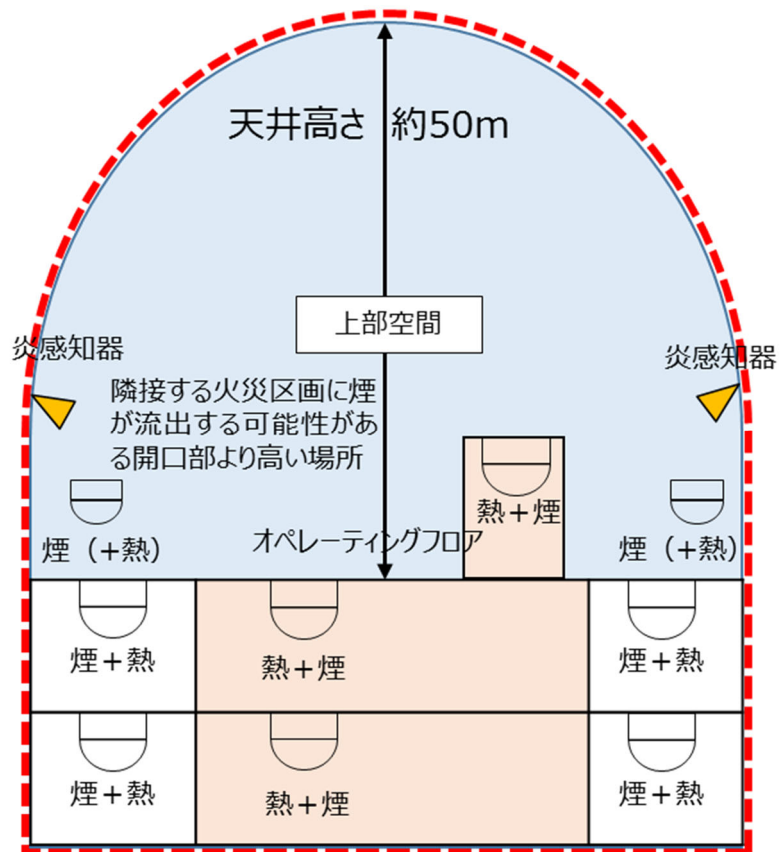 天井高さ 約50m
上部空間
炎感知器
炎感知器
隣接する火災区画に煙
が流出する可能性があ
る開口部より高い場所
熱+煙
煙（+熱）
オペレーティングフロア
煙（+熱）
煙+熱
熱+煙
煙+熱
煙+熱
熱+煙
煙+熱